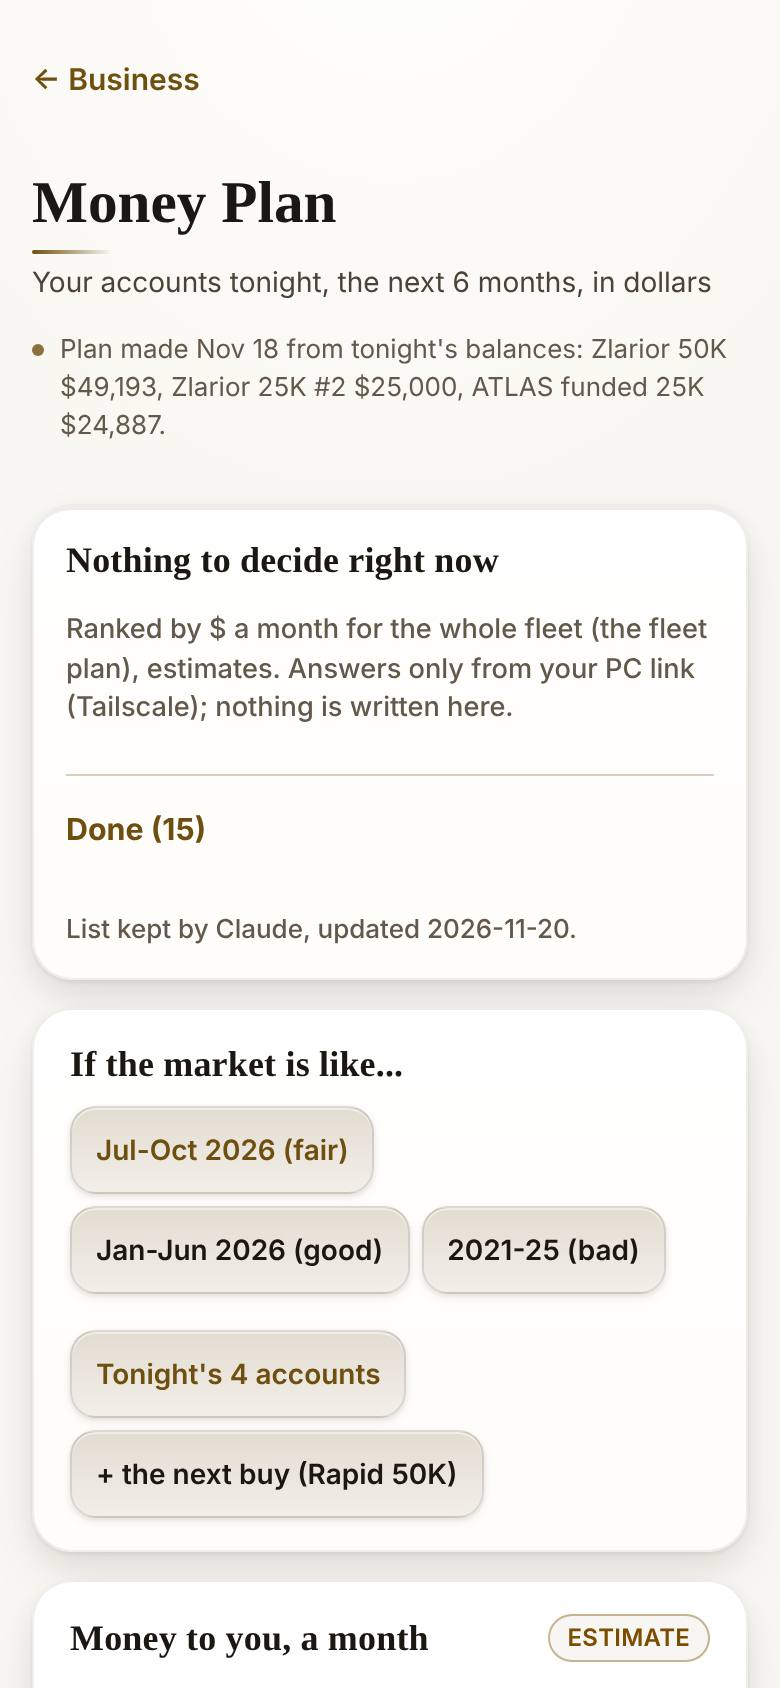 ← Business
Money Plan
Your accounts tonight, the next 6 months, in dollars
Plan made Nov 18 from tonight's balances: Zlarior 50K
$49,193, Zlarior 25K #2 $25,000, ATLAS funded 25K
$24,887.
Nothing to decide right now
Ranked by $ a month for the whole fleet (the fleet
plan), estimates. Answers only from your PC link
(Tailscale); nothing is written here.
Done (15)
List kept by Claude, updated 2026-11-20.
If the market is like...
Jul-Oct 2026 (fair)
Jan-Jun 2026 (good) 2021-25 (bad)
Tonight's 4 accounts
+ the next buy (Rapid 50K)
Money to you, a month ESTIMATE